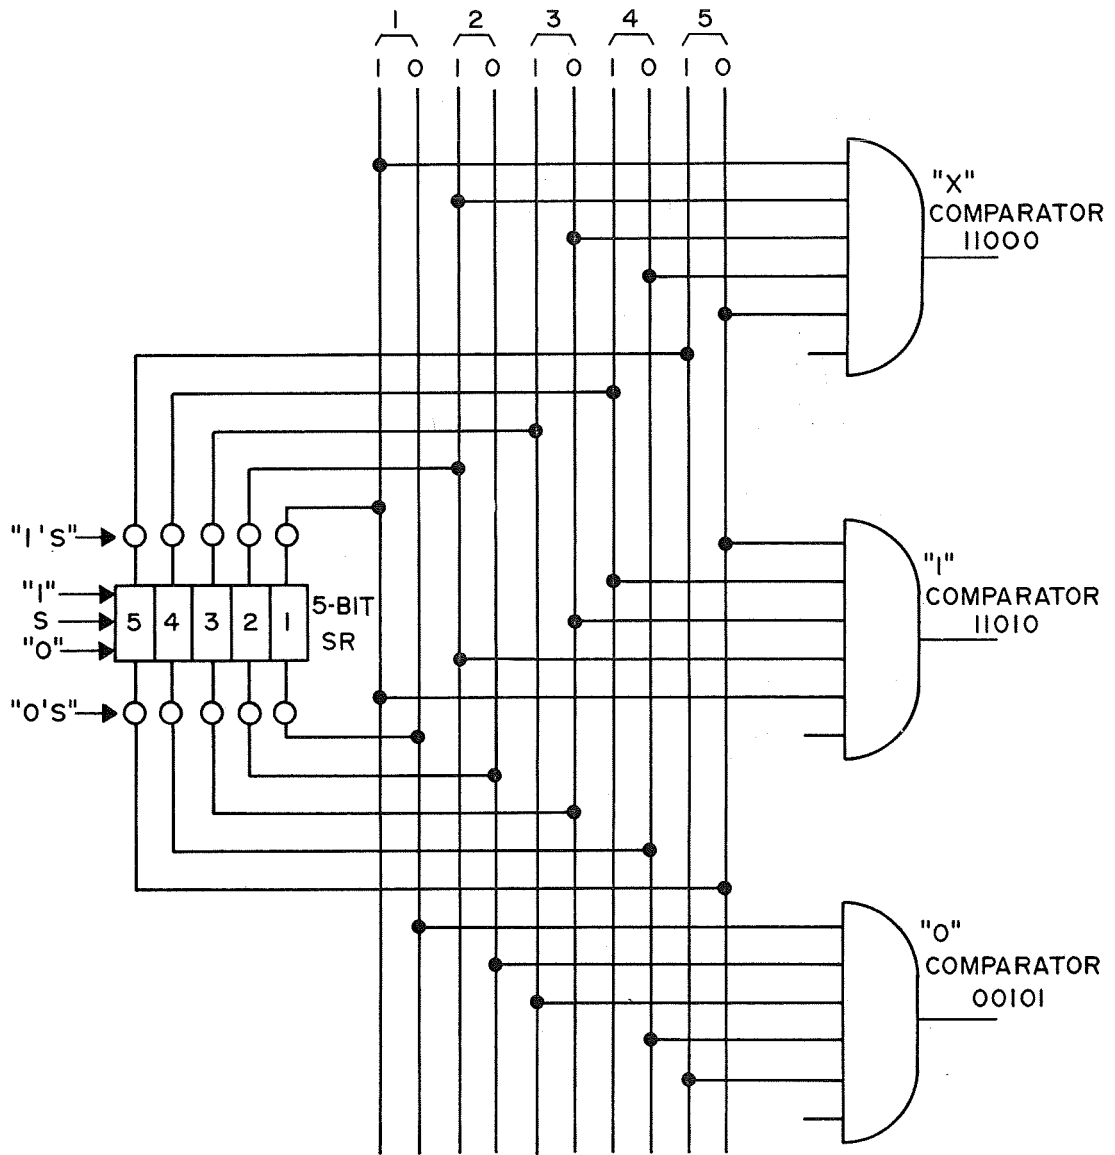 1 2 3 4 5
1 0 1 0 1 0 1 0 1 0
"X"
COMPARATOR
11000
"1'S"
"1"
S
"0"
5 4 3 2 1
5-BIT
SR
"0'S"
"1"
COMPARATOR
11010
"0"
COMPARATOR
00101